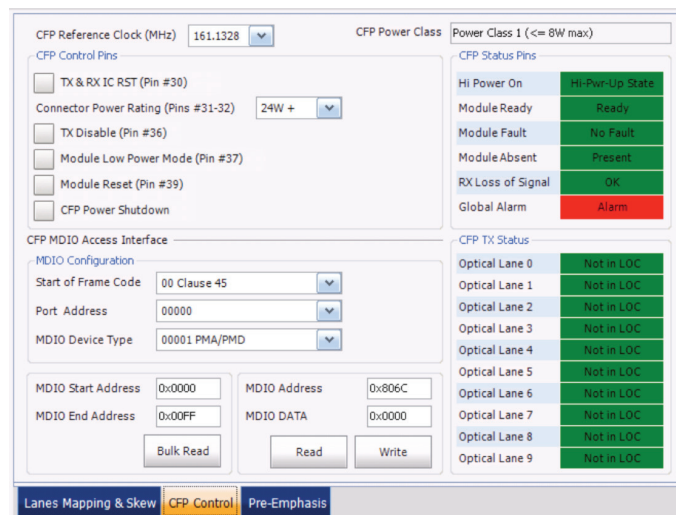 CFP Reference Clock (MHz) 161.1328
CFP Power Class Power Class 1 (<= 8W max)
CFP Control Pins
TX & RX IC RST (Pin #30)
Connector Power Rating (Pins #31-32) 24W +
TX Disable (Pin #36)
Module Low Power Mode (Pin #37)
Module Reset (Pin #39)
CFP Power Shutdown
CFP Status Pins
Hi Power On Hi-Pwr-Up State
Module Ready Ready
Module Fault No Fault
Module Absent Present
RX Loss of Signal OK
Global Alarm Alarm
CFP MDIO Access Interface
MDIO Configuration
Start of Frame Code 00 Clause 45
Port Address 00000
MDIO Device Type 00001 PMA/PMD
MDIO Start Address 0x0000
MDIO End Address 0x00FF
Bulk Read
MDIO Address 0x806C
MDIO DATA 0x0000
Read Write
CFP TX Status
Optical Lane 0 Not in LOC
Optical Lane 1 Not in LOC
Optical Lane 2 Not in LOC
Optical Lane 3 Not in LOC
Optical Lane 4 Not in LOC
Optical Lane 5 Not in LOC
Optical Lane 6 Not in LOC
Optical Lane 7 Not in LOC
Optical Lane 8 Not in LOC
Optical Lane 9 Not in LOC
Lanes Mapping & Skew CFP Control Pre-Emphasis